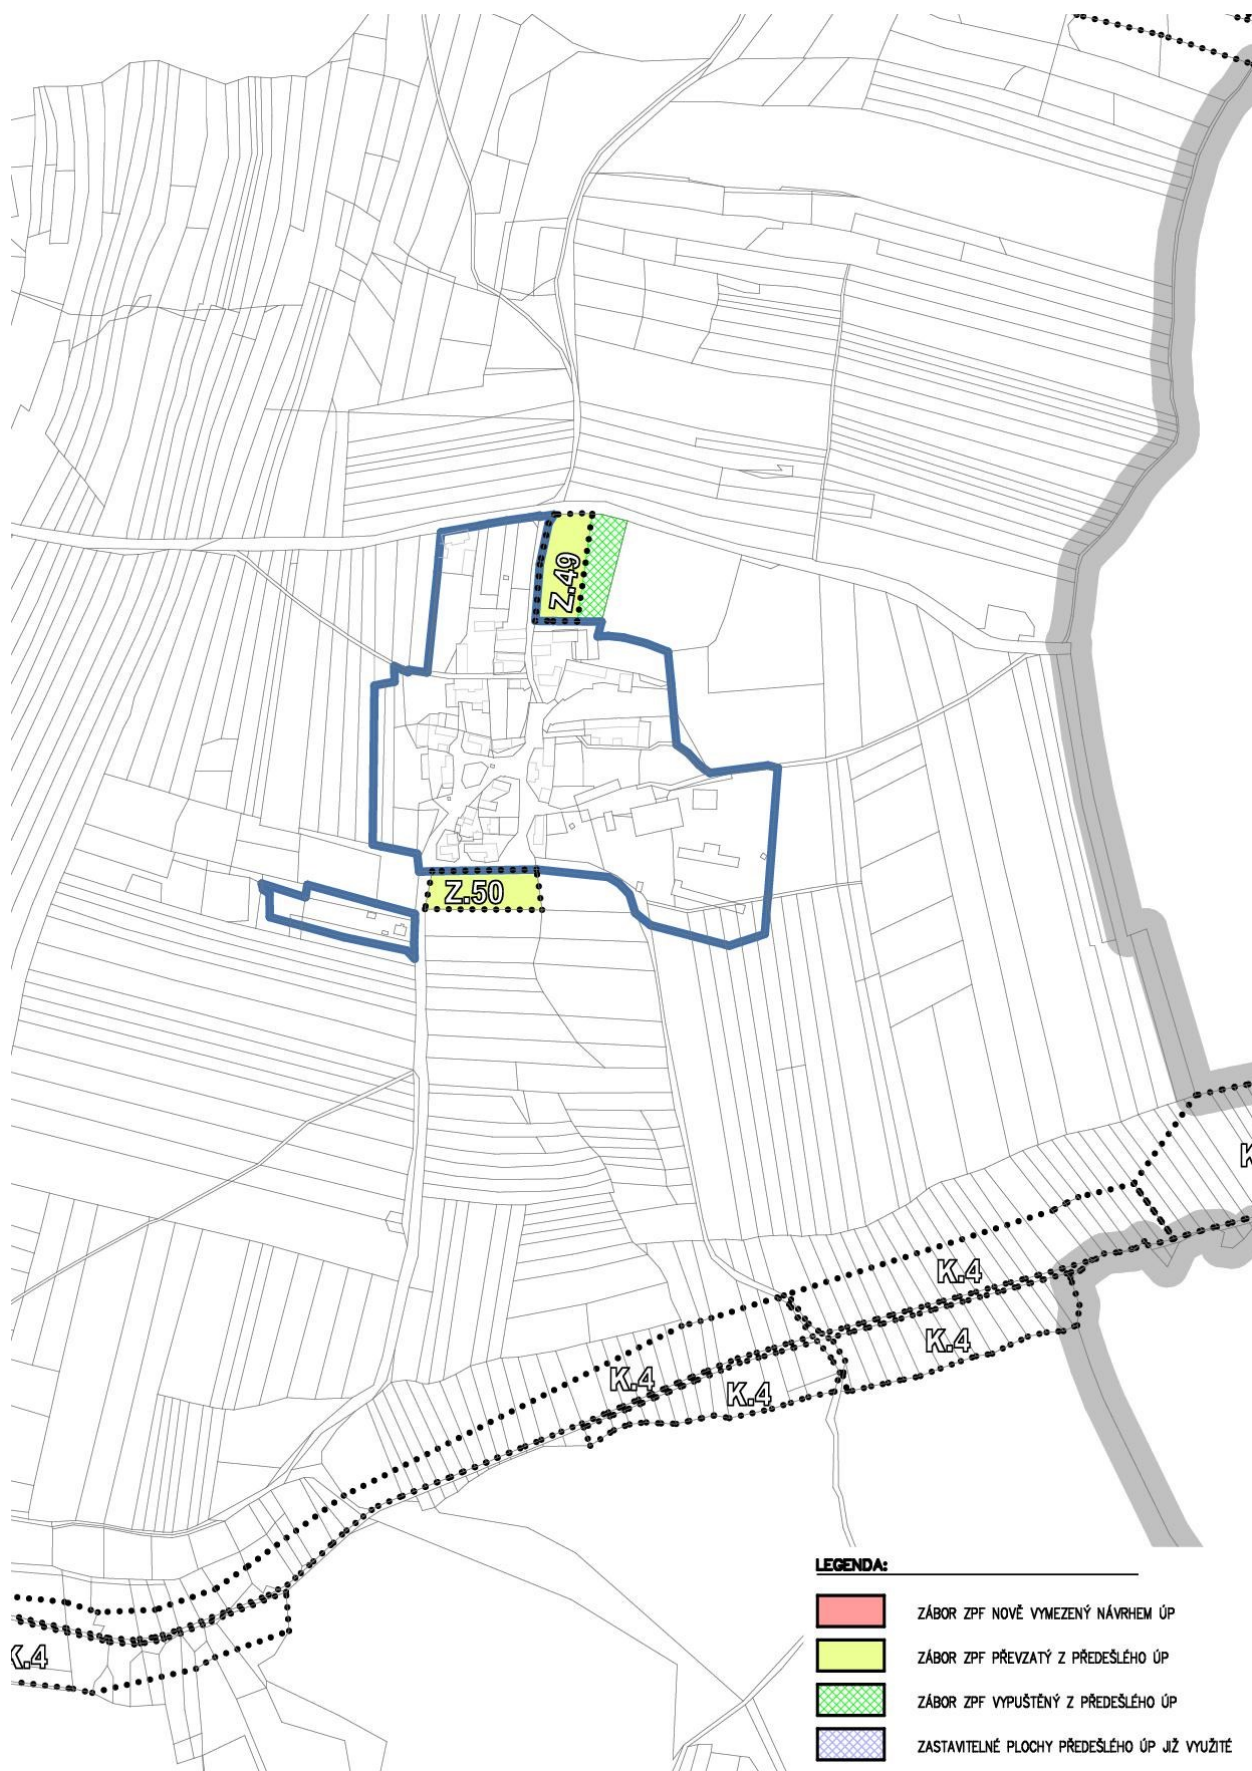 Z.49
Z.50
K
K.4
K.4
K.4
K.4
K.4
LEGENDA:
ZÁBOR ZPF NOVĚ VYMEZENÝ NÁVRHEM ÚP
ZÁBOR ZPF PŘEVZATÝ Z PŘEDEŠLÉHO ÚP
ZÁBOR ZPF VYPUŠTĚNÝ Z PŘEDEŠLÉHO ÚP
ZASTAVITELNÉ PLOCHY PŘEDEŠLÉHO ÚP JIŽ VYUŽITÉ